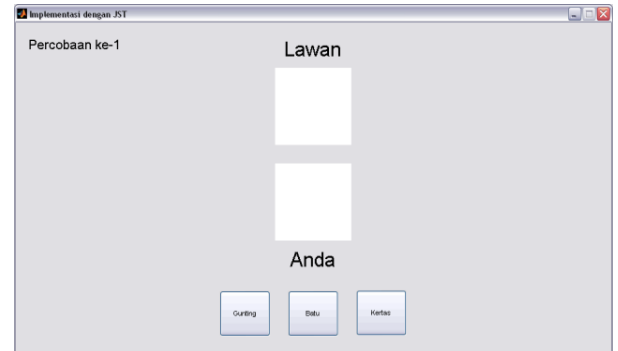 Implementasi dengan JST
Percobaan ke-1
Lawan
Anda
Gunting
Batu
Kertas